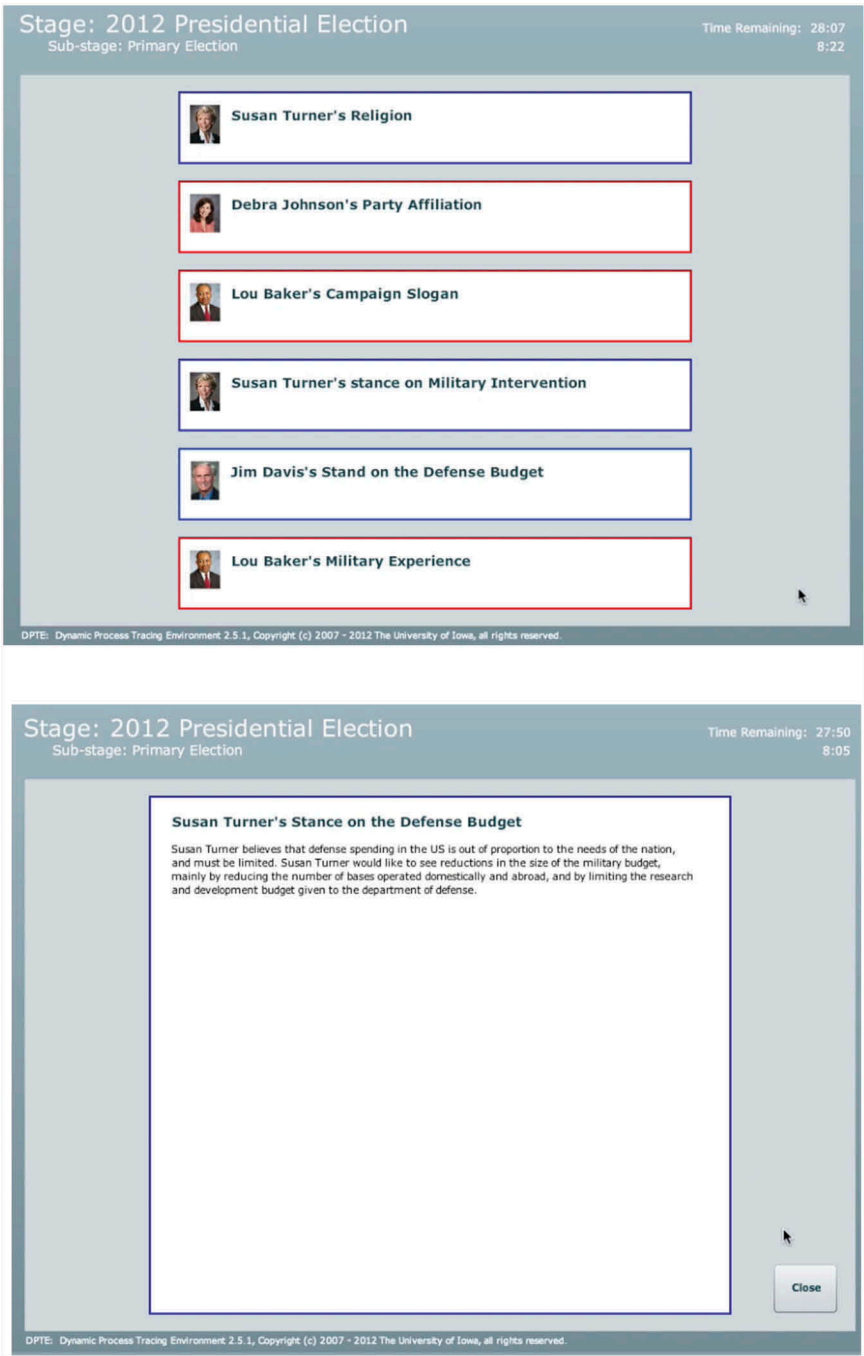 Stage: 2012 Presidential Election
Sub-stage: Primary Election
Time Remaining: 28:07
8:22
Susan Turner's Religion
Debra Johnson's Party Affiliation
Lou Baker's Campaign Slogan
Susan Turner's stance on Military Intervention
Jim Davis's Stand on the Defense Budget
Lou Baker's Military Experience
DPTE: Dynamic Process Tracing Environment 2.5.1, Copyright (c) 2007 - 2012 The University of Iowa, all rights reserved.
Stage: 2012 Presidential Election
Sub-stage: Primary Election
Time Remaining: 27:50
8:05
Susan Turner's Stance on the Defense Budget
Susan Turner believes that defense spending in the US is out of proportion to the needs of the nation,
and must be limited. Susan Turner would like to see reductions in the size of the military budget,
mainly by reducing the number of bases operated domestically and abroad, and by limiting the research
and development budget given to the department of defense.
Close
DPTE: Dynamic Process Tracing Environment 2.5.1, Copyright (c) 2007 - 2012 The University of Iowa, all rights reserved.